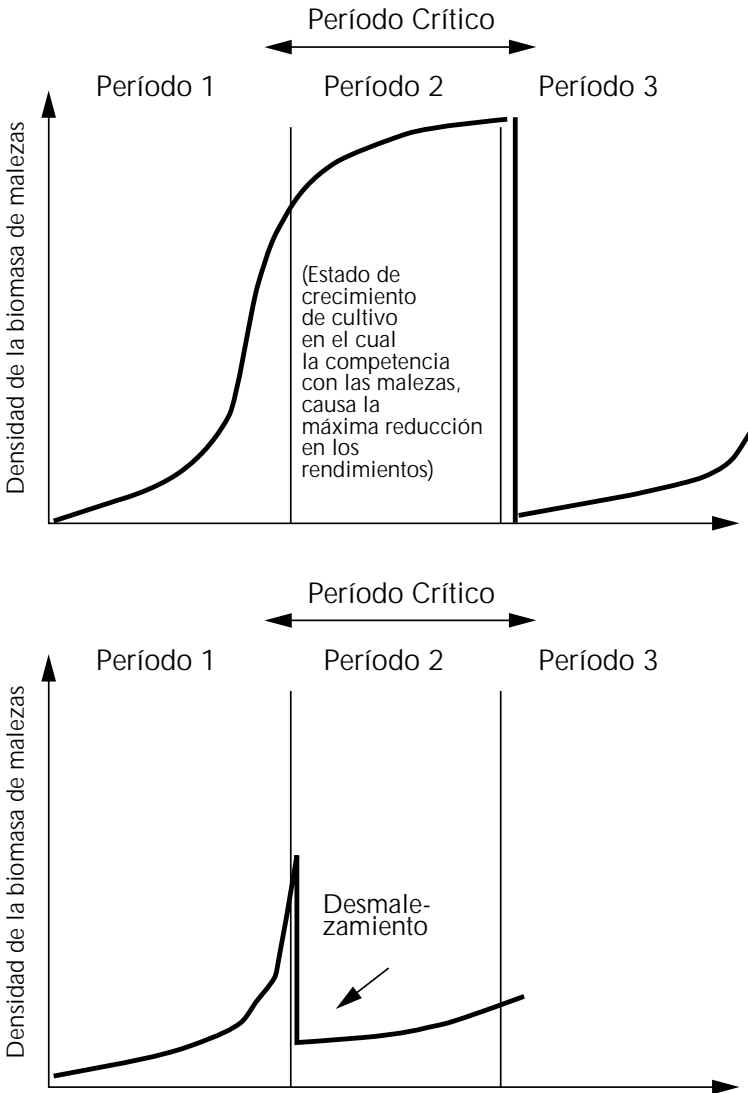 Período Crítico
Período 1
Período 2
Período 3
Densidad de la biomasa de malezas
(Estado de
crecimiento
de cultivo
en el cual
la competencia
con las malezas,
causa la
máxima reducción
en los
rendimientos)
Período Crítico
Período 1
Período 2
Período 3
Densidad de la biomasa de malezas
Desmale-
zamiento